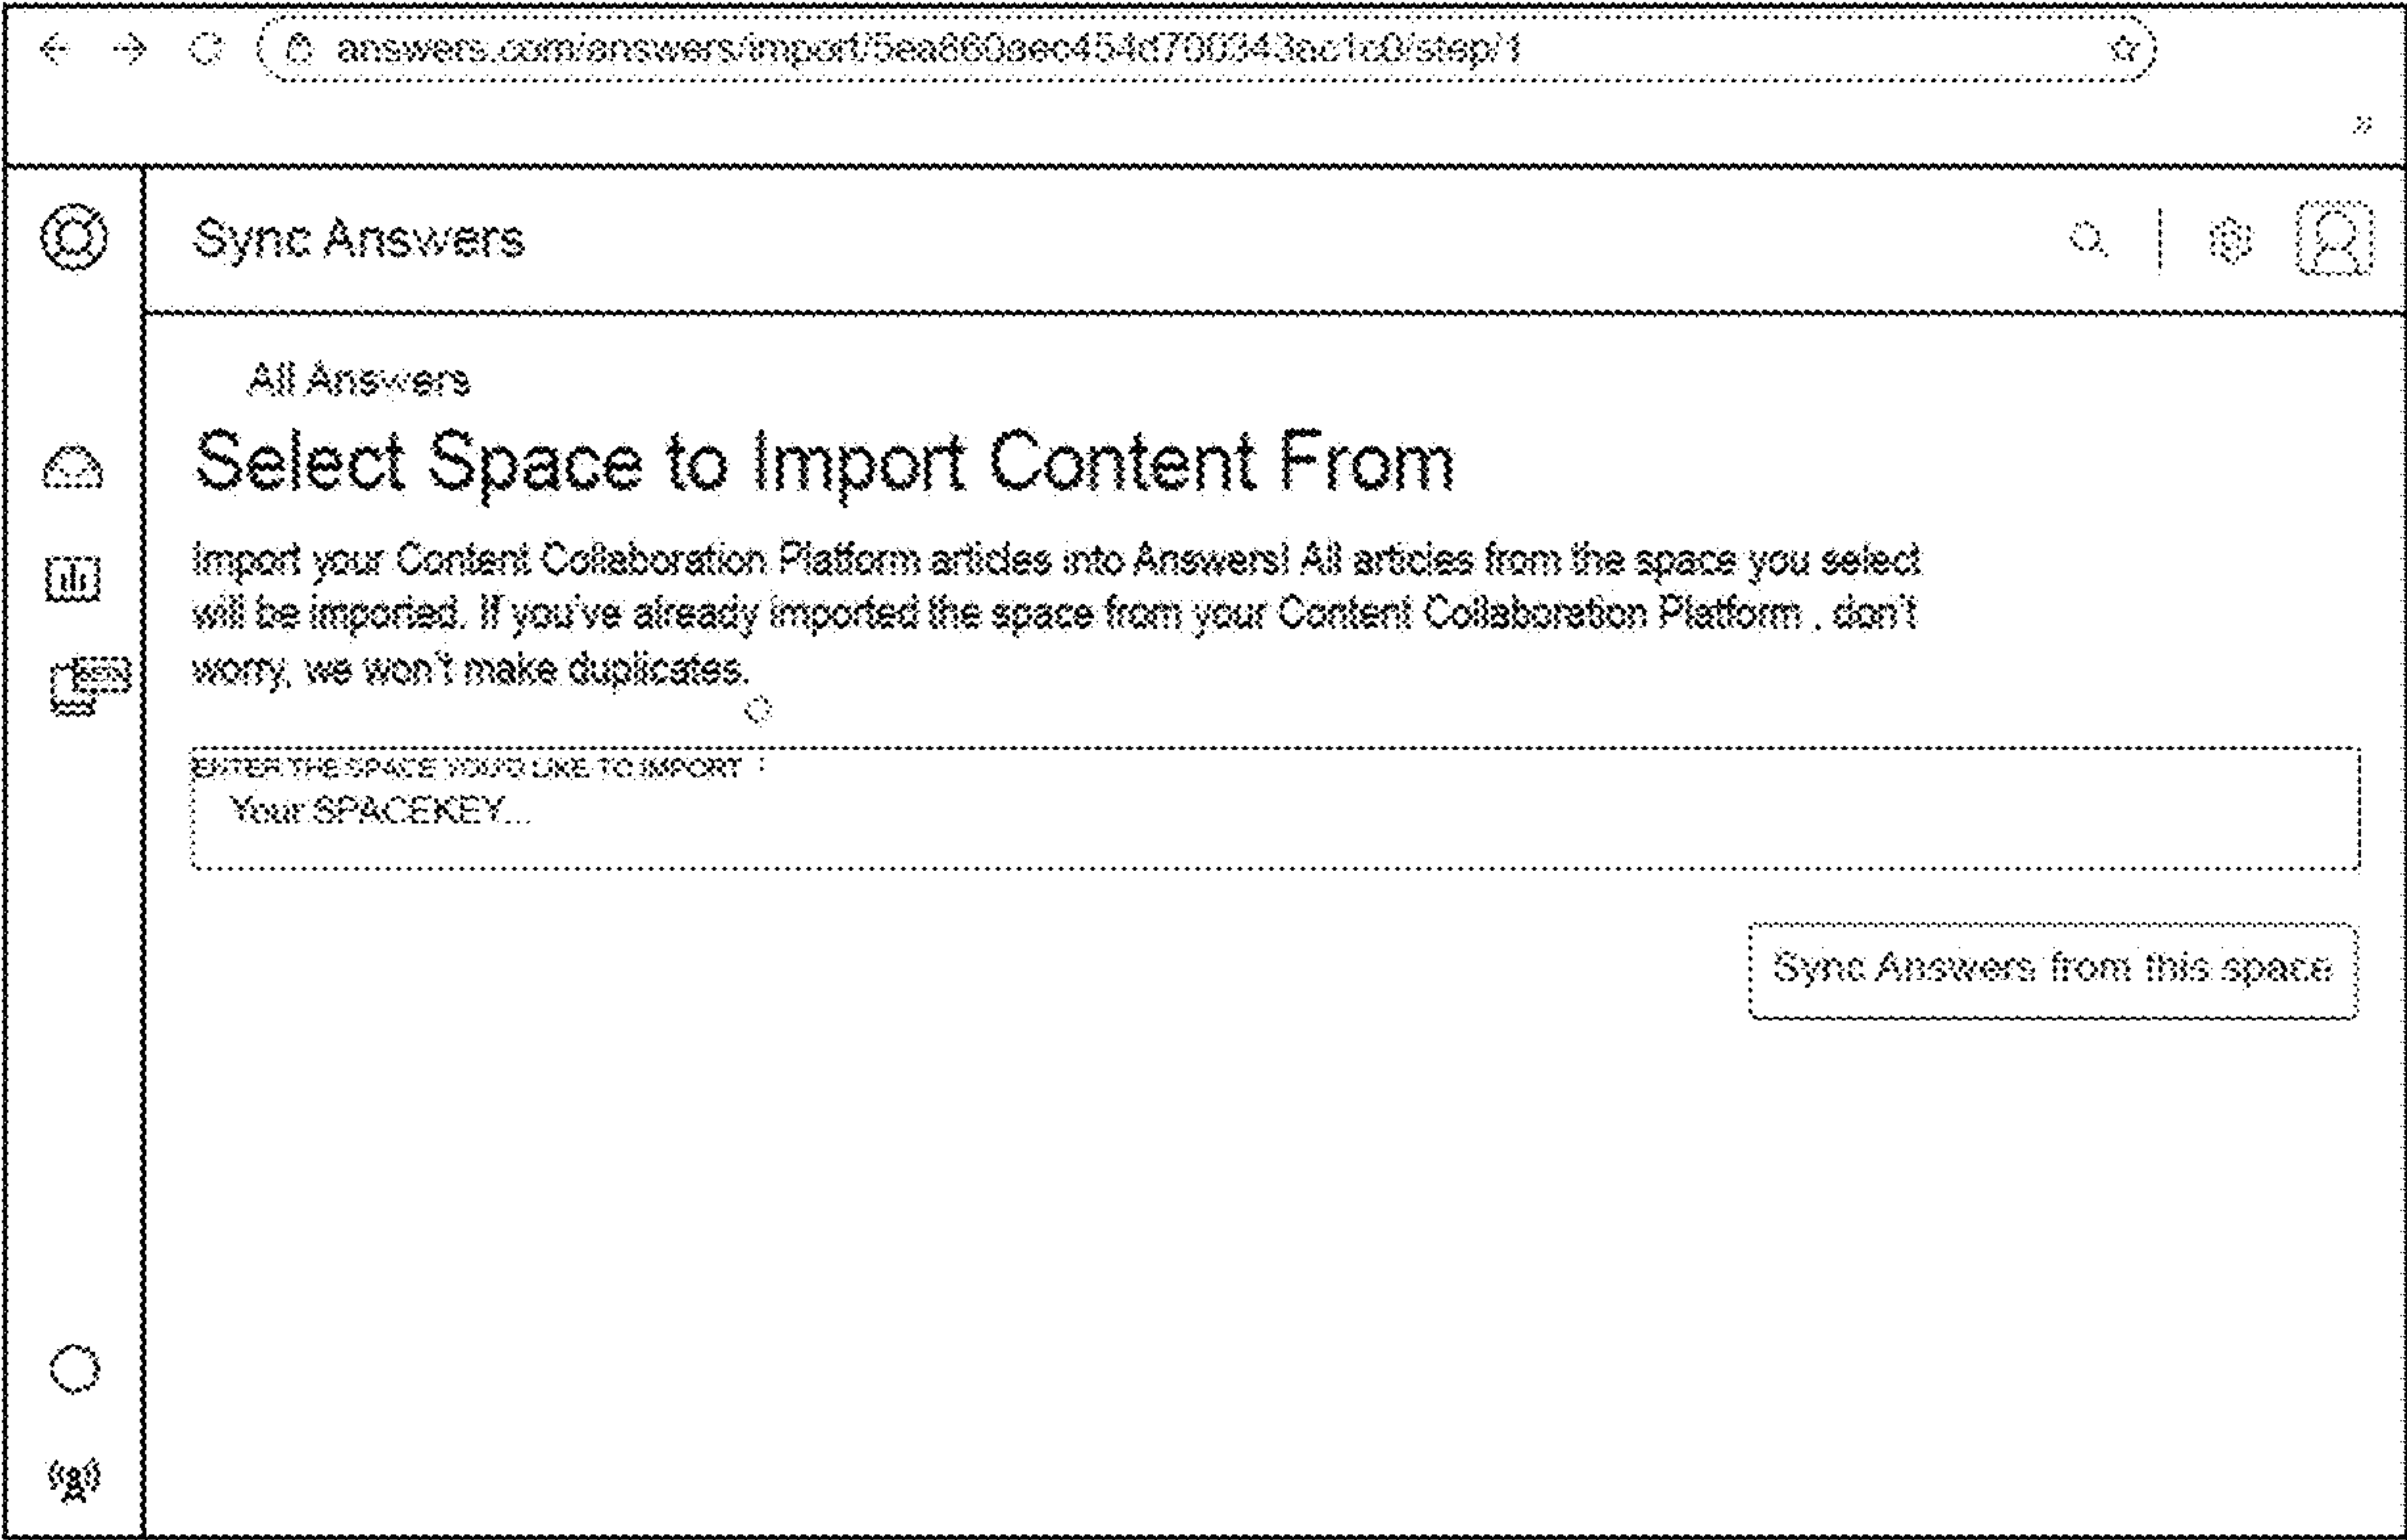 answers.com/answers/import/5ea660aec454d700343ac1c0/step/1
»
Sync Answers
All Answers
Select Space to Import Content From
Import your Content Collaboration Platform articles into Answers! All articles from the space you select
will be imported. If you've already imported the space from your Content Collaboration Platform , don't
worry, we won't make duplicates.
ENTER THE SPACE YOU'D LIKE TO IMPORT :
Your SPACEKEY...
Sync Answers from this space